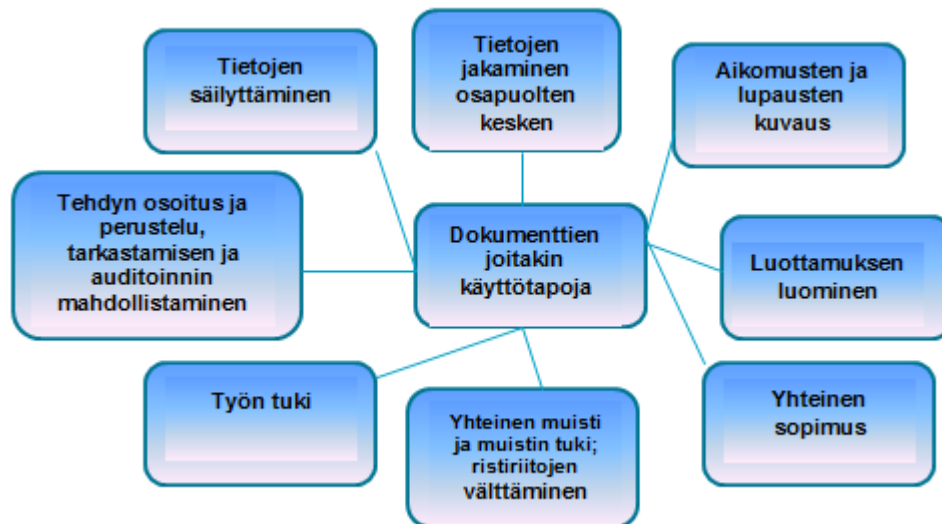 Tietojen
säilyttäminen
Tietojen
jakaminen
osapuolten
kesken
Aikomusten ja
lupausten
kuvaus
Tehdyn osoitus ja
perustelu,
tarkastamisen ja
auditoinnin
mahdollistaminen
Dokumenttien
joitakin
käyttötapoja
Luottamuksen
luominen
Työn tuki
Yhteinen muisti
ja muistin tuki;
ristiriitojen
välttäminen
Yhteinen
sopimus